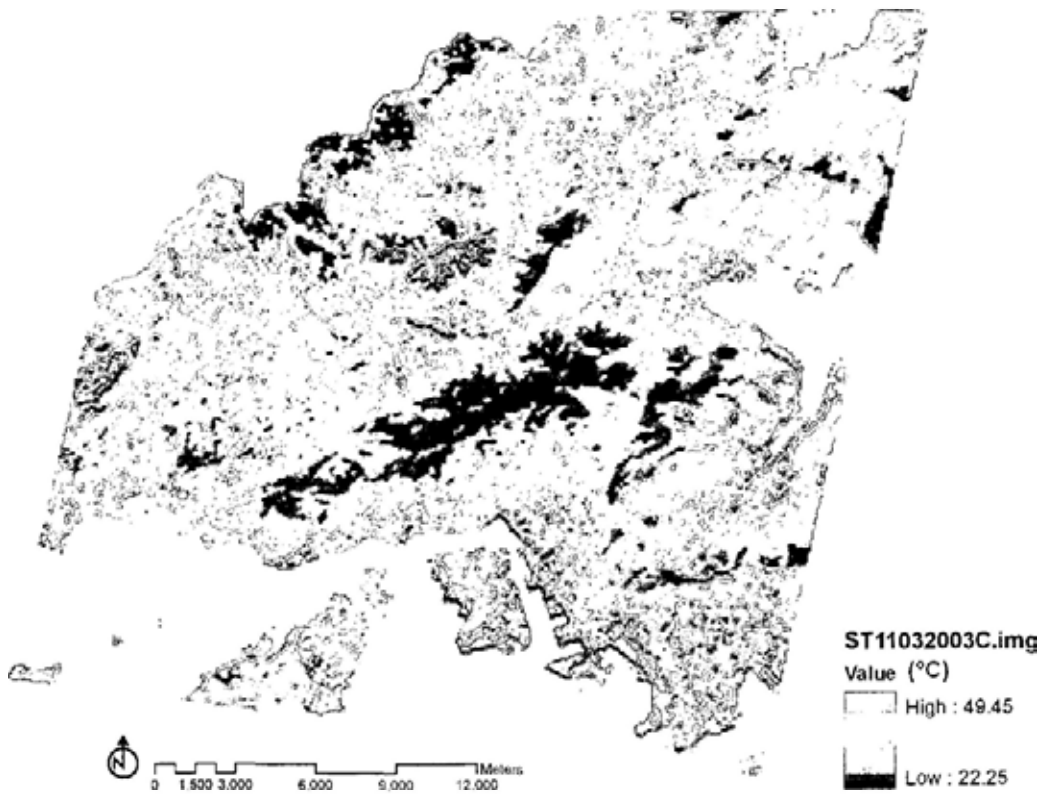 ST11032003C.img
Value (°C)
High : 49.45
Low : 22.25
N
Meters
0 1.500 3.000 6.000 9.000 12.000